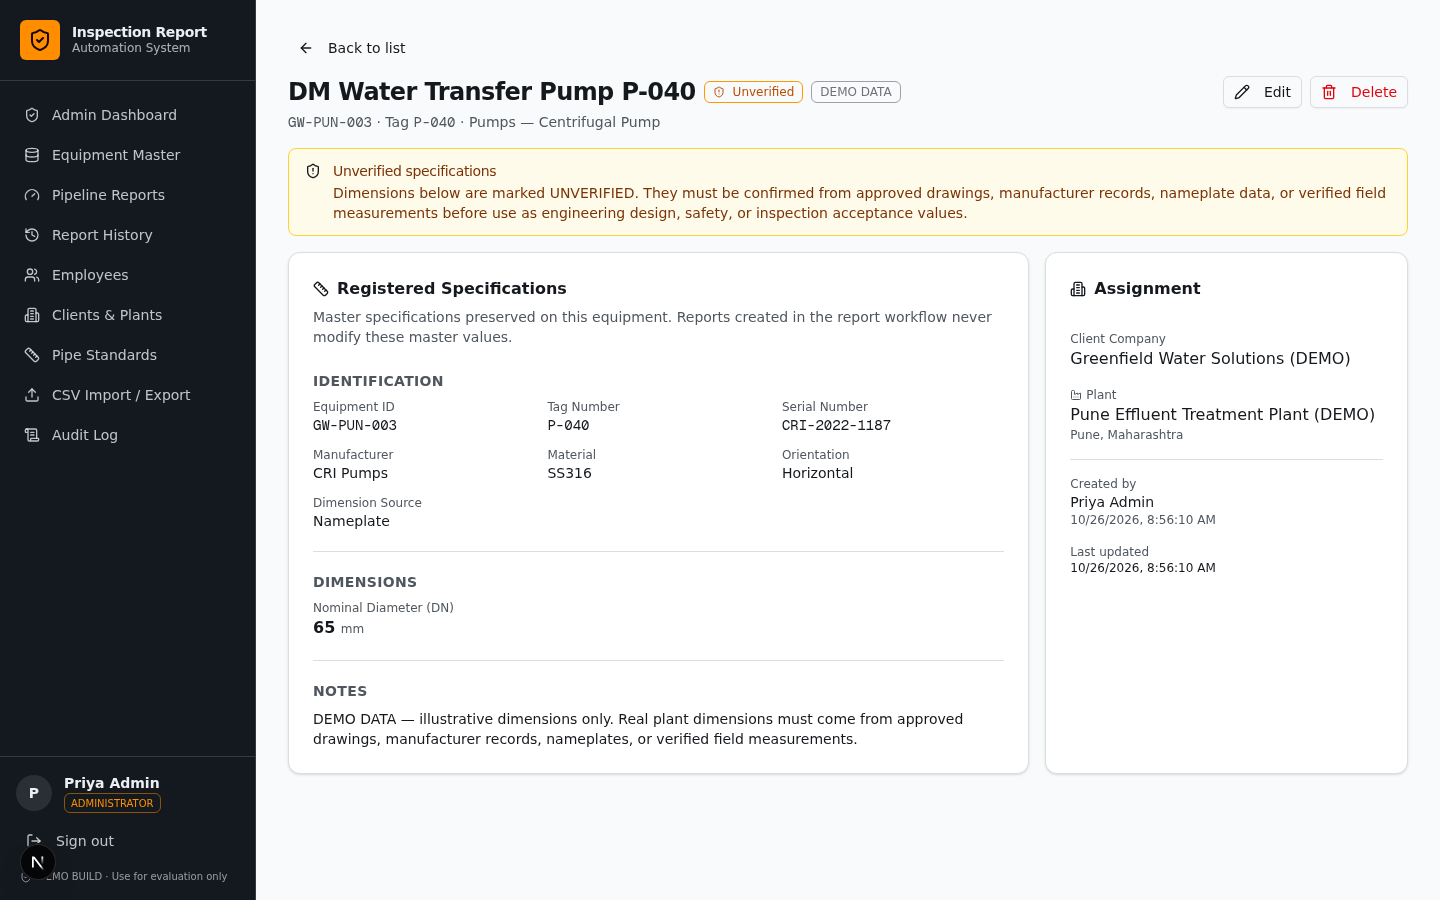 Inspection Report
Automation System
Admin Dashboard
Equipment Master
Pipeline Reports
Report History
Employees
Clients & Plants
Pipe Standards
CSV Import / Export
Audit Log
P
Priya Admin
ADMINISTRATOR
Sign out
N
EMO BUILD · Use for evaluation only
Back to list
DM Water Transfer Pump P-040
Unverified
DEMO DATA
Edit
Delete
GW-PUN-003 · Tag P-040 · Pumps — Centrifugal Pump
Unverified specifications
Dimensions below are marked UNVERIFIED. They must be confirmed from approved drawings, manufacturer records, nameplate data, or verified field
measurements before use as engineering design, safety, or inspection acceptance values.
Registered Specifications
Master specifications preserved on this equipment. Reports created in the report workflow never
modify these master values.
IDENTIFICATION
Equipment ID
GW-PUN-003
Tag Number
P-040
Serial Number
CRI-2022-1187
Manufacturer
CRI Pumps
Material
SS316
Orientation
Horizontal
Dimension Source
Nameplate
DIMENSIONS
Nominal Diameter (DN)
65 mm
NOTES
DEMO DATA — illustrative dimensions only. Real plant dimensions must come from approved
drawings, manufacturer records, nameplates, or verified field measurements.
Assignment
Client Company
Greenfield Water Solutions (DEMO)
Plant
Pune Effluent Treatment Plant (DEMO)
Pune, Maharashtra
Created by
Priya Admin
10/26/2026, 8:56:10 AM
Last updated
10/26/2026, 8:56:10 AM